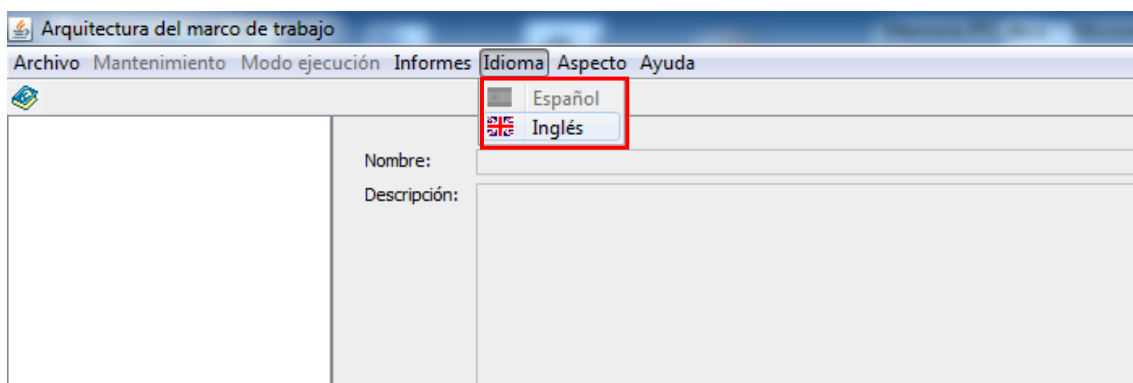 Arquitectura del marco de trabajo
Archivo Mantenimiento Modo ejecución Informes Idioma Aspecto Ayuda
Español
Inglés
Nombre:
Descripción: